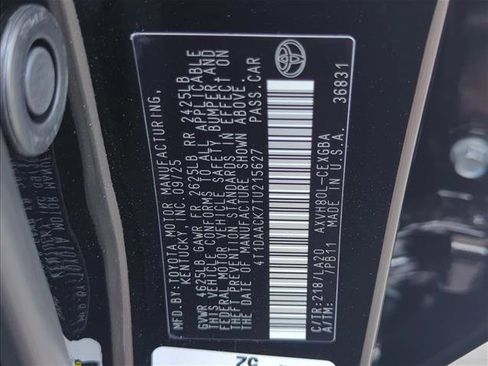 MFD.BY:TOYOTA MOTOR MANUFACTURING,
KENTUCKY, INC. 09/25
GVWR 4625LB GAWR FR 2625LB RR 2425LB
THIS VEHICLE CONFORMS TO ALL APPLICABLE
FEDERAL MOTOR VEHICLE SAFETY, BUMPER AND
THEFT PREVENTION STANDARDS IN EFFECT ON
THE DATE OF MANUFACTURE SHOWN ABOVE.
4T1DAACK7TU215627 PASS.CAR
C/TR:218/LA20 AXVH80L-CEXGBA
A/TM: 7PB11 MADE IN U.S.A. 36831